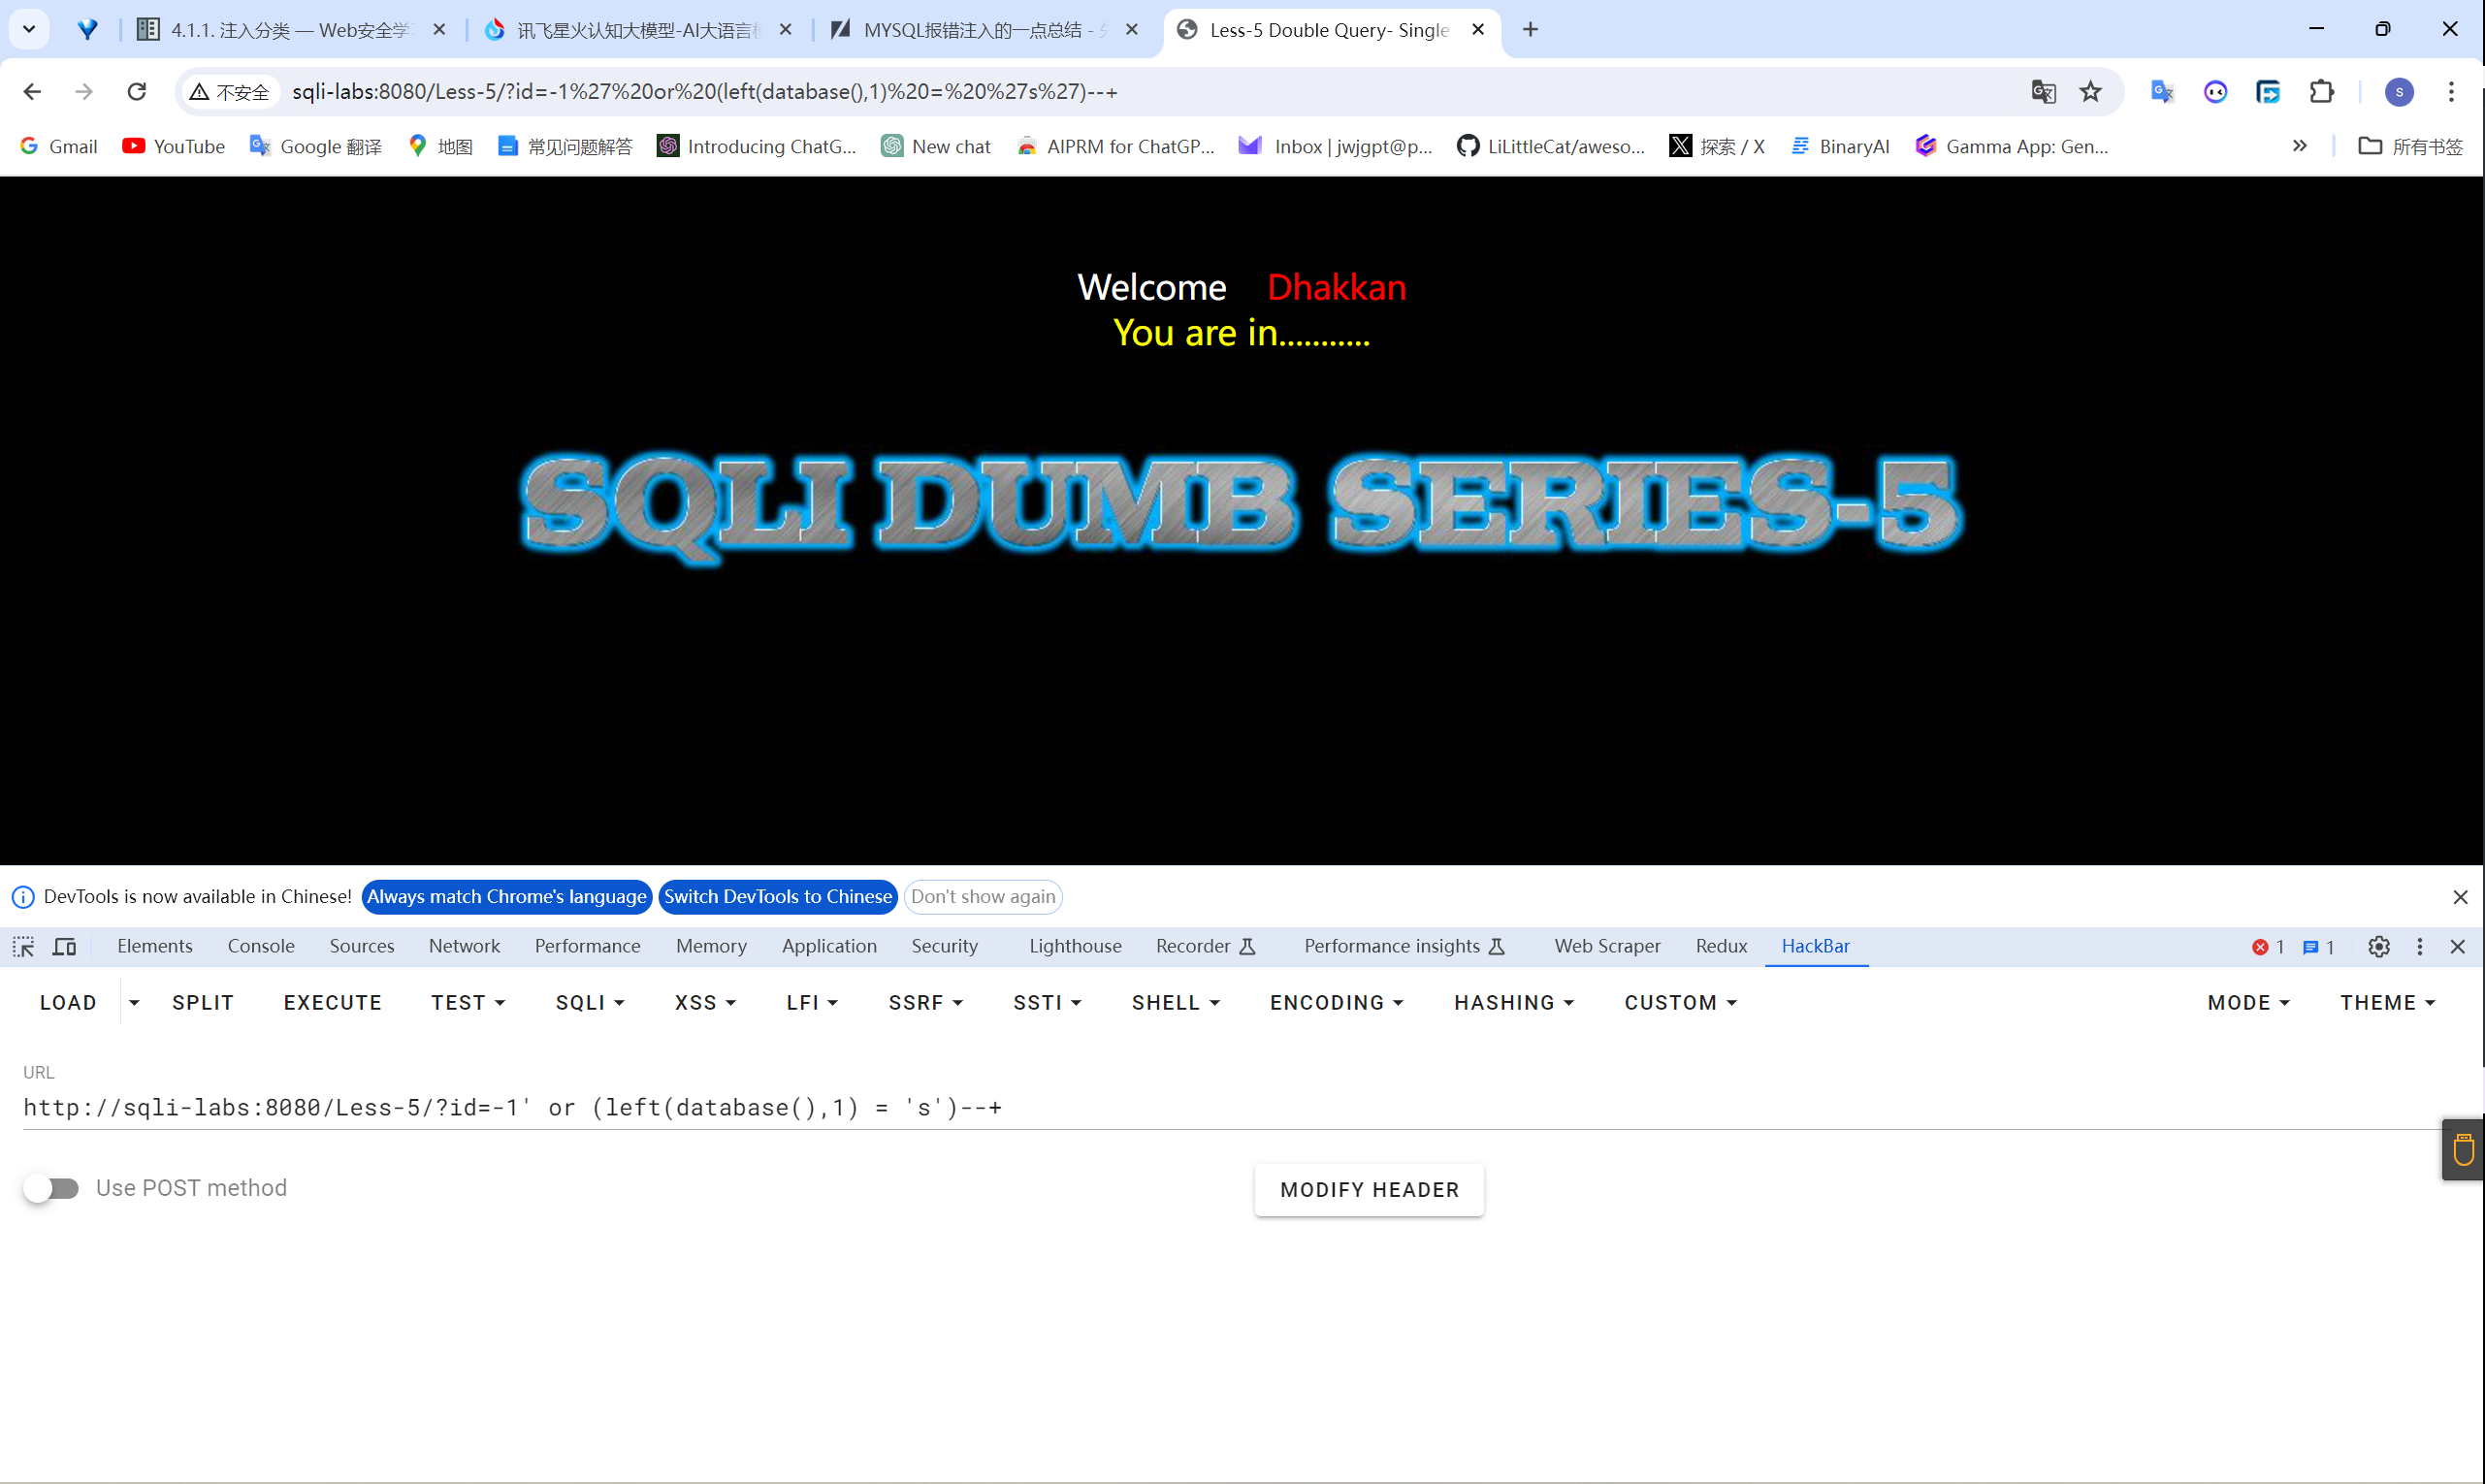 4.1.1. 注入分类 — Web安全学
讯飞星火认知大模型-AI大语言
MYSQL报错注入的一点总结 -
Less-5 Double Query- Single
不安全
sqli-labs:8080/Less-5/?id=-1%27%20or%20(left(database(),1)%20=%20%27s%27)--+
s
Gmail
YouTube
Google 翻译
地图
常见问题解答
Introducing ChatG...
New chat
AIPRM for ChatGP...
Inbox | jwjgpt@p...
LiLittleCat/aweso...
探索 / X
BinaryAI
Gamma App: Gen...
所有书签
Welcome Dhakkan
You are in...........
SQLI DUMB SERIES-5
DevTools is now available in Chinese!
Always match Chrome's language
Switch DevTools to Chinese
Don't show again
Elements
Console
Sources
Network
Performance
Memory
Application
Security
Lighthouse
Recorder
Performance insights
Web Scraper
Redux
HackBar
1
1
LOAD
SPLIT
EXECUTE
TEST
SQLI
XSS
LFI
SSRF
SSTI
SHELL
ENCODING
HASHING
CUSTOM
MODE
THEME
URL
http://sqli-labs:8080/Less-5/?id=-1' or (left(database(),1) = 's')--+
Use POST method
MODIFY HEADER